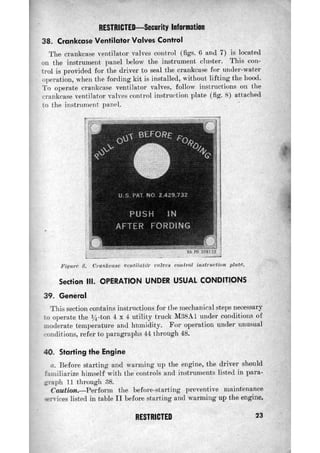 RESTRICTED—Security Information
38. Crankcase Ventilator Valves Control
The crankcase ventilator valves control (figs. 6 and 7) is located
on the instrument panel below the instrument cluster. This con-
trol is provided for the driver to seal the crankcase for under-water
operation, when the fording kit is installed, without lifting the hood.
To operate crankcase ventilator valves, follow instructions on the
crankcase ventilator valves control instruction plate (fig. 8) attached
to the instrument panel.
PULL OUT BEFORE FORDING
U.S. PAT. NO. 2,429,732
PUSH IN
AFTER FORDING
RA PD
Figure 8. Crankcase ventilator valves control instruction plate.
Section III. OPERATION UNDER USUAL CONDITIONS
39. General
This section contains instructions for the mechanical steps necessary
to operate the ¼-ton 4 x 4 utility truck M38A1 under conditions of
moderate temperature and humidity. For operation under unusual
conditions, refer to paragraphs 44 through 48.
40. Starting the Engine
a. Before starting and warming up the engine, the driver should
familiarize himself with the controls and instruments listed in para-
graph 11 through 38.
Caution.—Perform the before-starting preventive maintenance
services listed in table II before starting and warming up the engine.
RESTRICTED 23